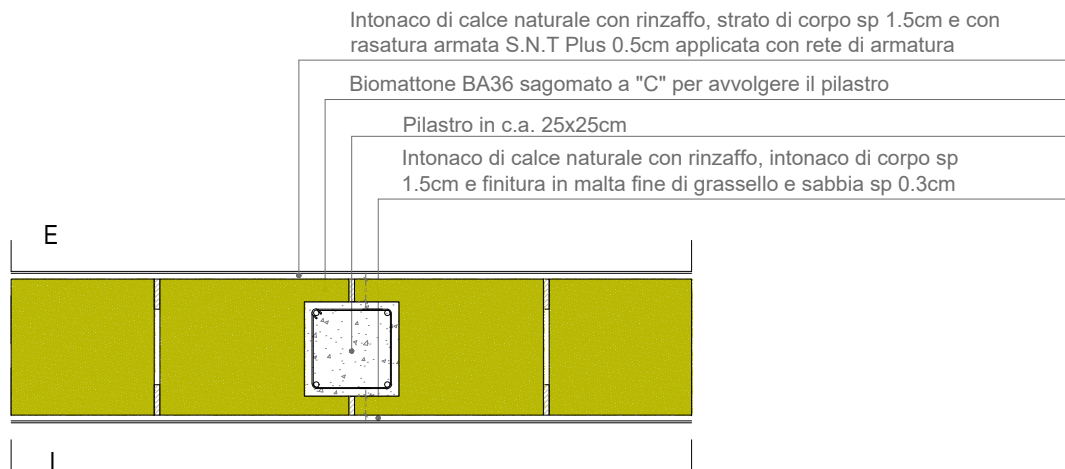 Intonaco di calce naturale con rinzaffo, strato di corpo sp 1.5cm e con
rasatura armata S.N.T Plus 0.5cm applicata con rete di armatura
Biomattone BA36 sagomato a "C" per avvolgere il pilastro
Pilastro in c.a. 25x25cm
Intonaco di calce naturale con rinzaffo, intonaco di corpo sp
1.5cm e finitura in malta fine di grassello e sabbia sp 0.3cm
E
I